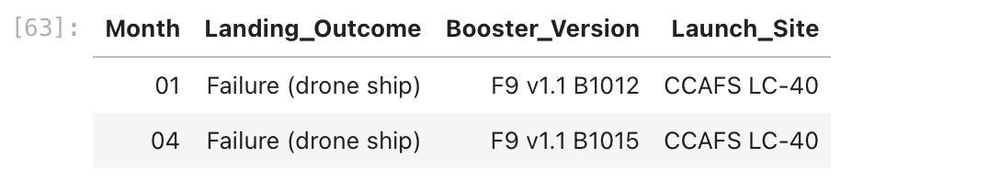 [63]: Month Landing_Outcome Booster_Version Launch_Site
01 Failure (drone ship) F9 v1.1 B1012 CCAFS LC-40
04 Failure (drone ship) F9 v1.1 B1015 CCAFS LC-40